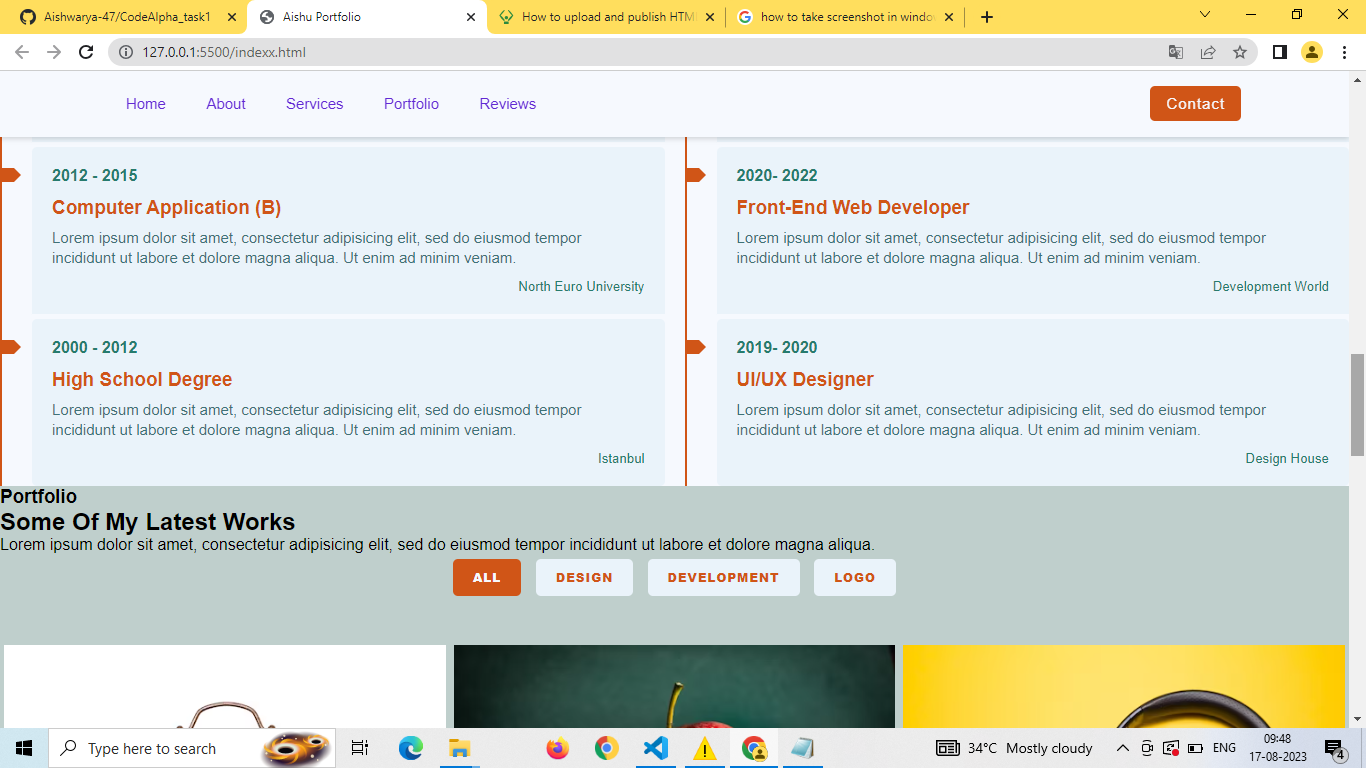 Aishwarya-47/CodeAlpha_task1
Aishu Portfolio
How to upload and publish HTM
how to take screenshot in windo
127.0.0.1:5500/indexx.html
Home About Services Portfolio Reviews Contact
2012 - 2015
Computer Application (B)
Lorem ipsum dolor sit amet, consectetur adipisicing elit, sed do eiusmod tempor
incididunt ut labore et dolore magna aliqua. Ut enim ad minim veniam.
North Euro University
2000 - 2012
High School Degree
Lorem ipsum dolor sit amet, consectetur adipisicing elit, sed do eiusmod tempor
incididunt ut labore et dolore magna aliqua. Ut enim ad minim veniam.
Istanbul
2020- 2022
Front-End Web Developer
Lorem ipsum dolor sit amet, consectetur adipisicing elit, sed do eiusmod tempor
incididunt ut labore et dolore magna aliqua. Ut enim ad minim veniam.
Development World
2019- 2020
UI/UX Designer
Lorem ipsum dolor sit amet, consectetur adipisicing elit, sed do eiusmod tempor
incididunt ut labore et dolore magna aliqua. Ut enim ad minim veniam.
Design House
Portfolio
Some Of My Latest Works
Lorem ipsum dolor sit amet, consectetur adipisicing elit, sed do eiusmod tempor incididunt ut labore et dolore magna aliqua.
ALL DESIGN DEVELOPMENT LOGO
Type here to search
34°C Mostly cloudy
ENG
09:48
17-08-2023
4